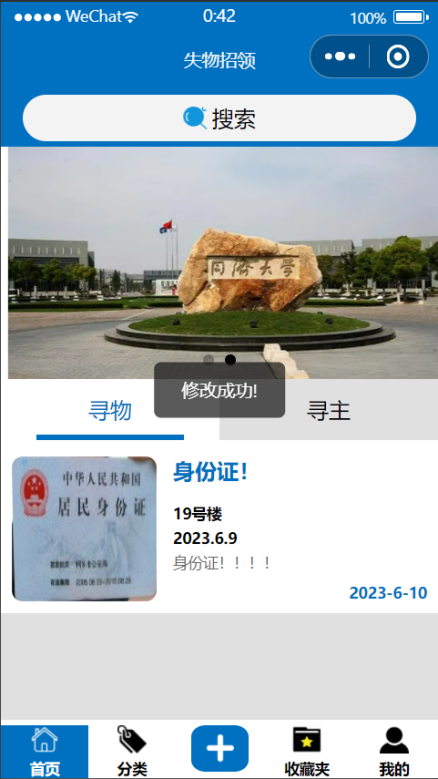 WeChat 0:42 100%
失物招领
搜索
同济大学
修改成功!
寻物 寻主
中华人民共和国
居民身份证
身份证!
19号楼
2023.6.9
身份证!!!!
2023-6-10
首页 分类 收藏夹 我的